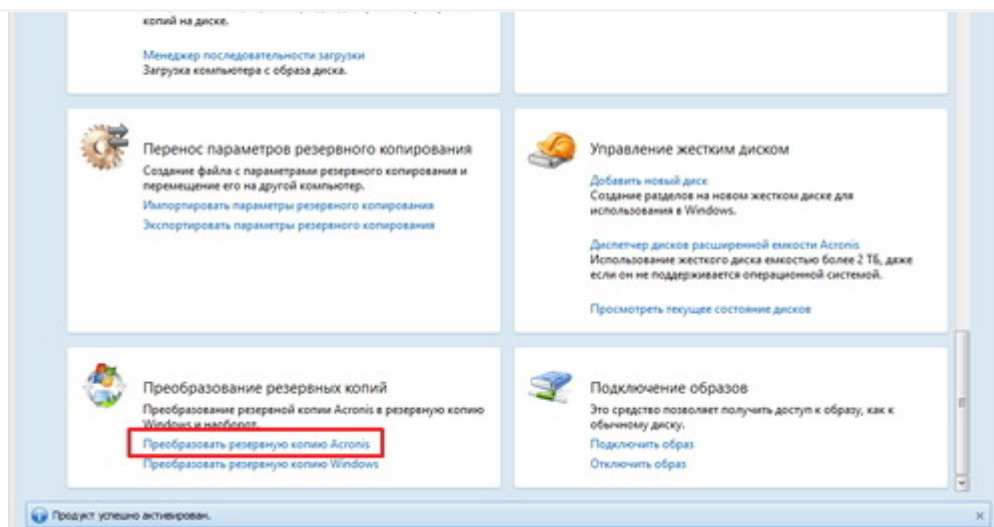 копий на диске.
Менеджер последовательности загрузки
Загрузка компьютера с образа диска.
Перенос параметров резервного копирования
Создание файла с параметрами резервного копирования и
перемещение его на другой компьютер.
Импортировать параметры резервного копирования
Экспортировать параметры резервного копирования
Управление жестким диском
Добавить новый диск
Создание разделов на новом жестком диске для
использования в Windows.
Диспетчер дисков расширенной емкости Acronis
Использование жесткого диска емкостью более 2 ТБ, даже
если он не поддерживается операционной системой.
Просмотреть текущее состояние дисков
Преобразование резервных копий
Преобразование резервной копии Acronis в резервную копию
Windows и наоборот.
Преобразовать резервную копию Acronis
Преобразовать резервную копию Windows
Подключение образов
Это средство позволяет получить доступ к образу, как к
обычному диску.
Подключить образ
Отключить образ
Продукт успешно активирован.